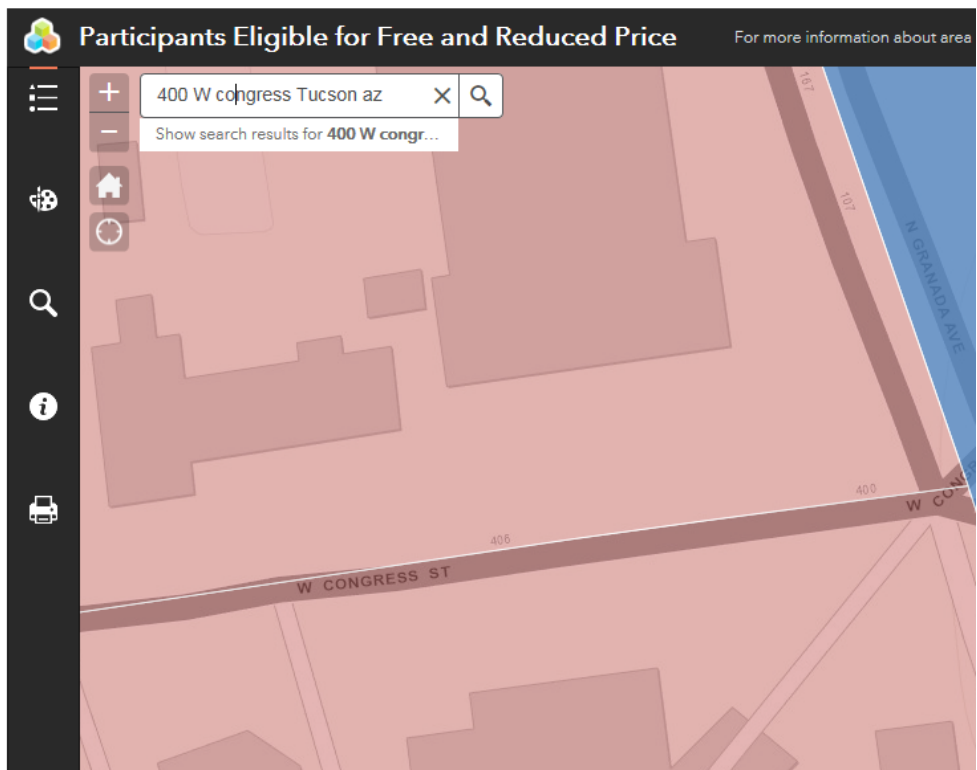 Participants Eligible for Free and Reduced Price
For more information about area
400 W congress Tucson az
Show search results for 400 W congr...
167
107
N GRANADA AVE
400
W CONGR
406
W CONGRESS ST